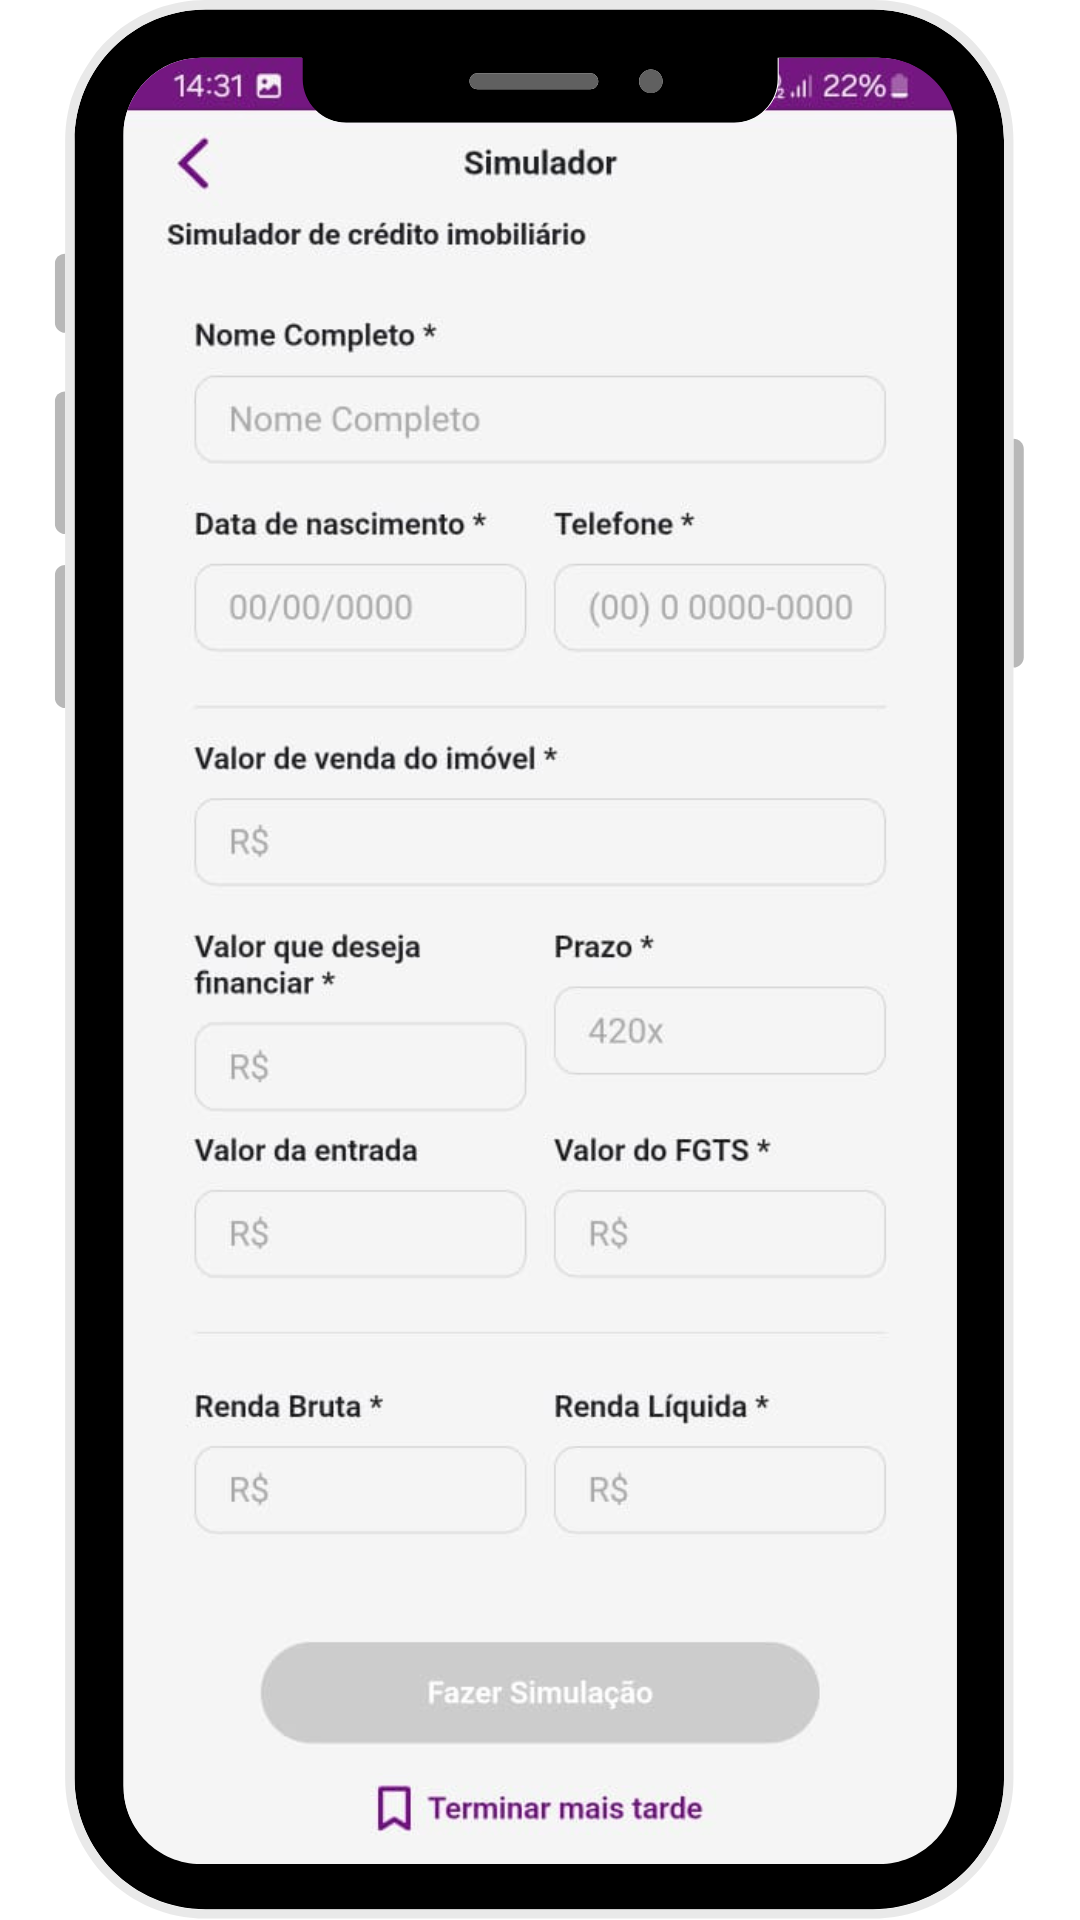 14:31
22%
Simulador
Simulador de crédito imobiliário
Nome Completo *
Nome Completo
Data de nascimento *
Telefone *
00/00/0000
(00) 0 0000-0000
Valor de venda do imóvel *
R$
Valor que deseja
financiar *
Prazo *
R$
420x
Valor da entrada
Valor do FGTS *
R$
R$
Renda Bruta *
Renda Líquida *
R$
R$
Fazer Simulação
Terminar mais tarde